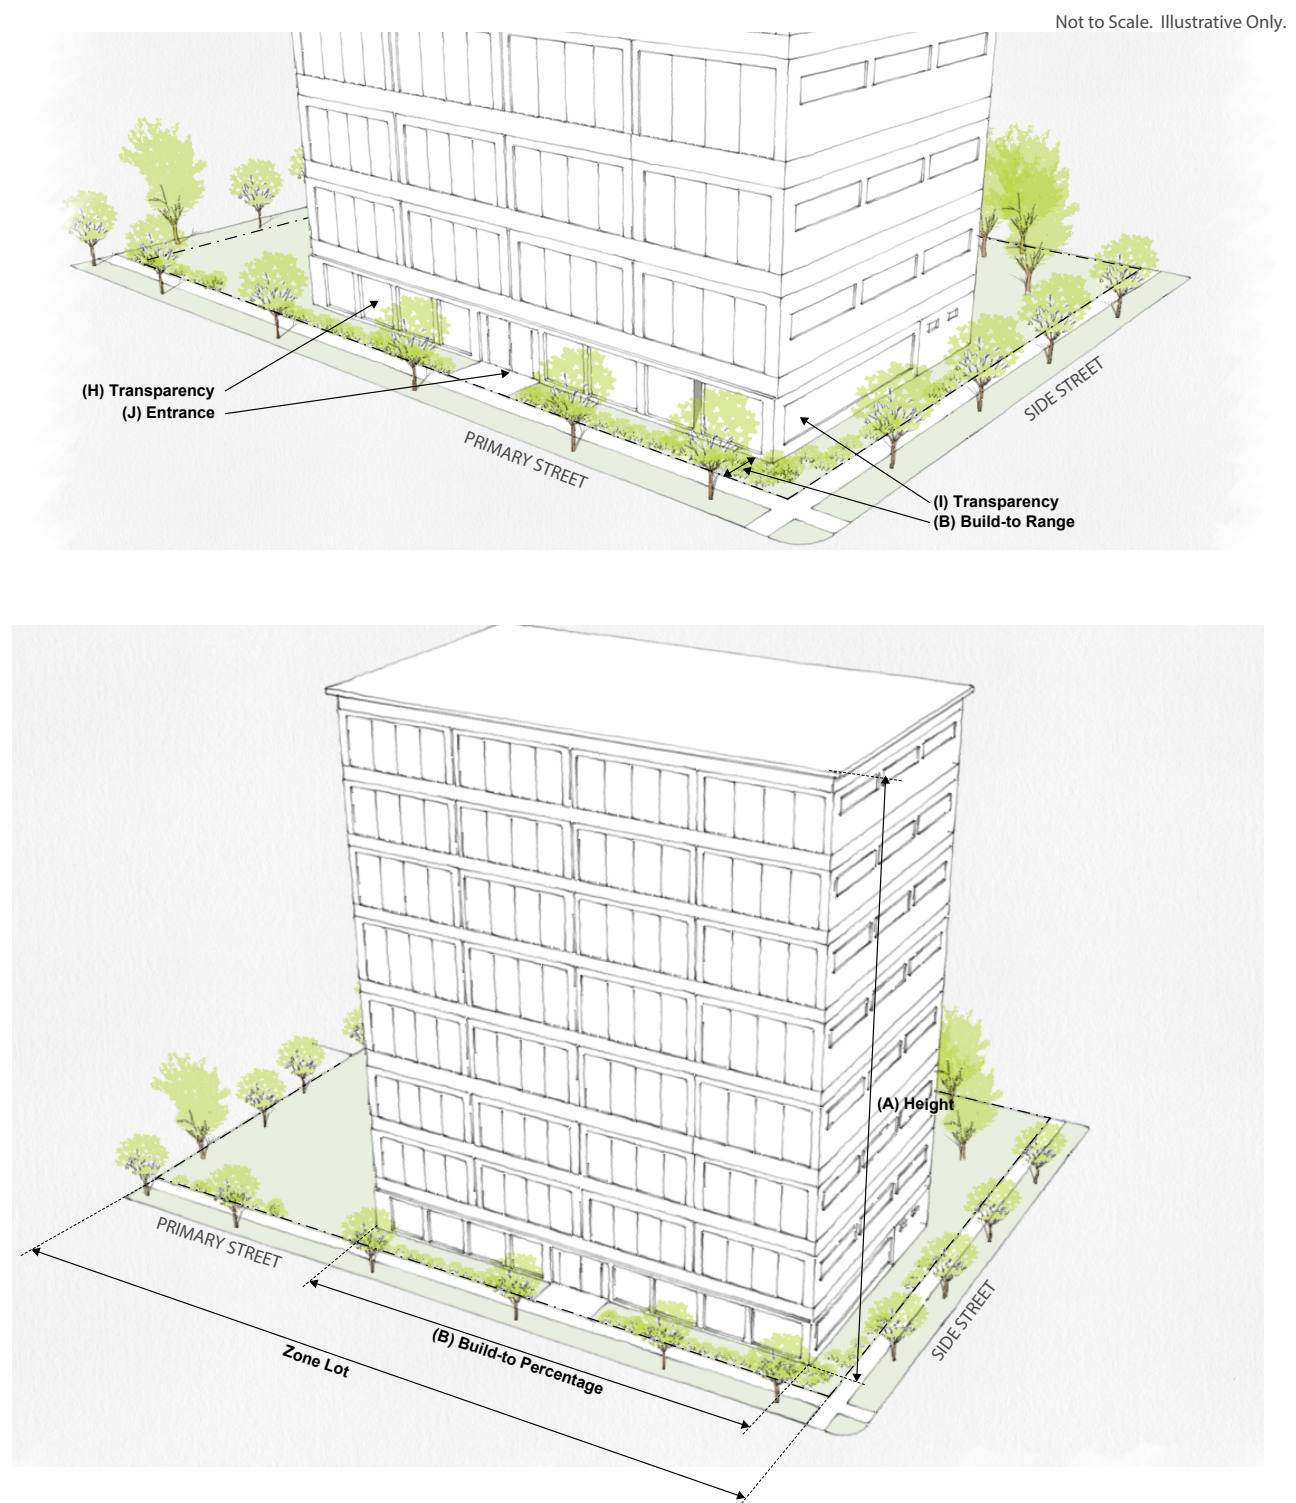 Not to Scale.  Illustrative Only.
(H) Transparency
(J) Entrance
PRIMARY STREET
SIDE STREET
(I) Transparency
(B) Build-to Range
(A) Height
PRIMARY STREET
SIDE STREET
(B) Build-to Percentage
Zone Lot